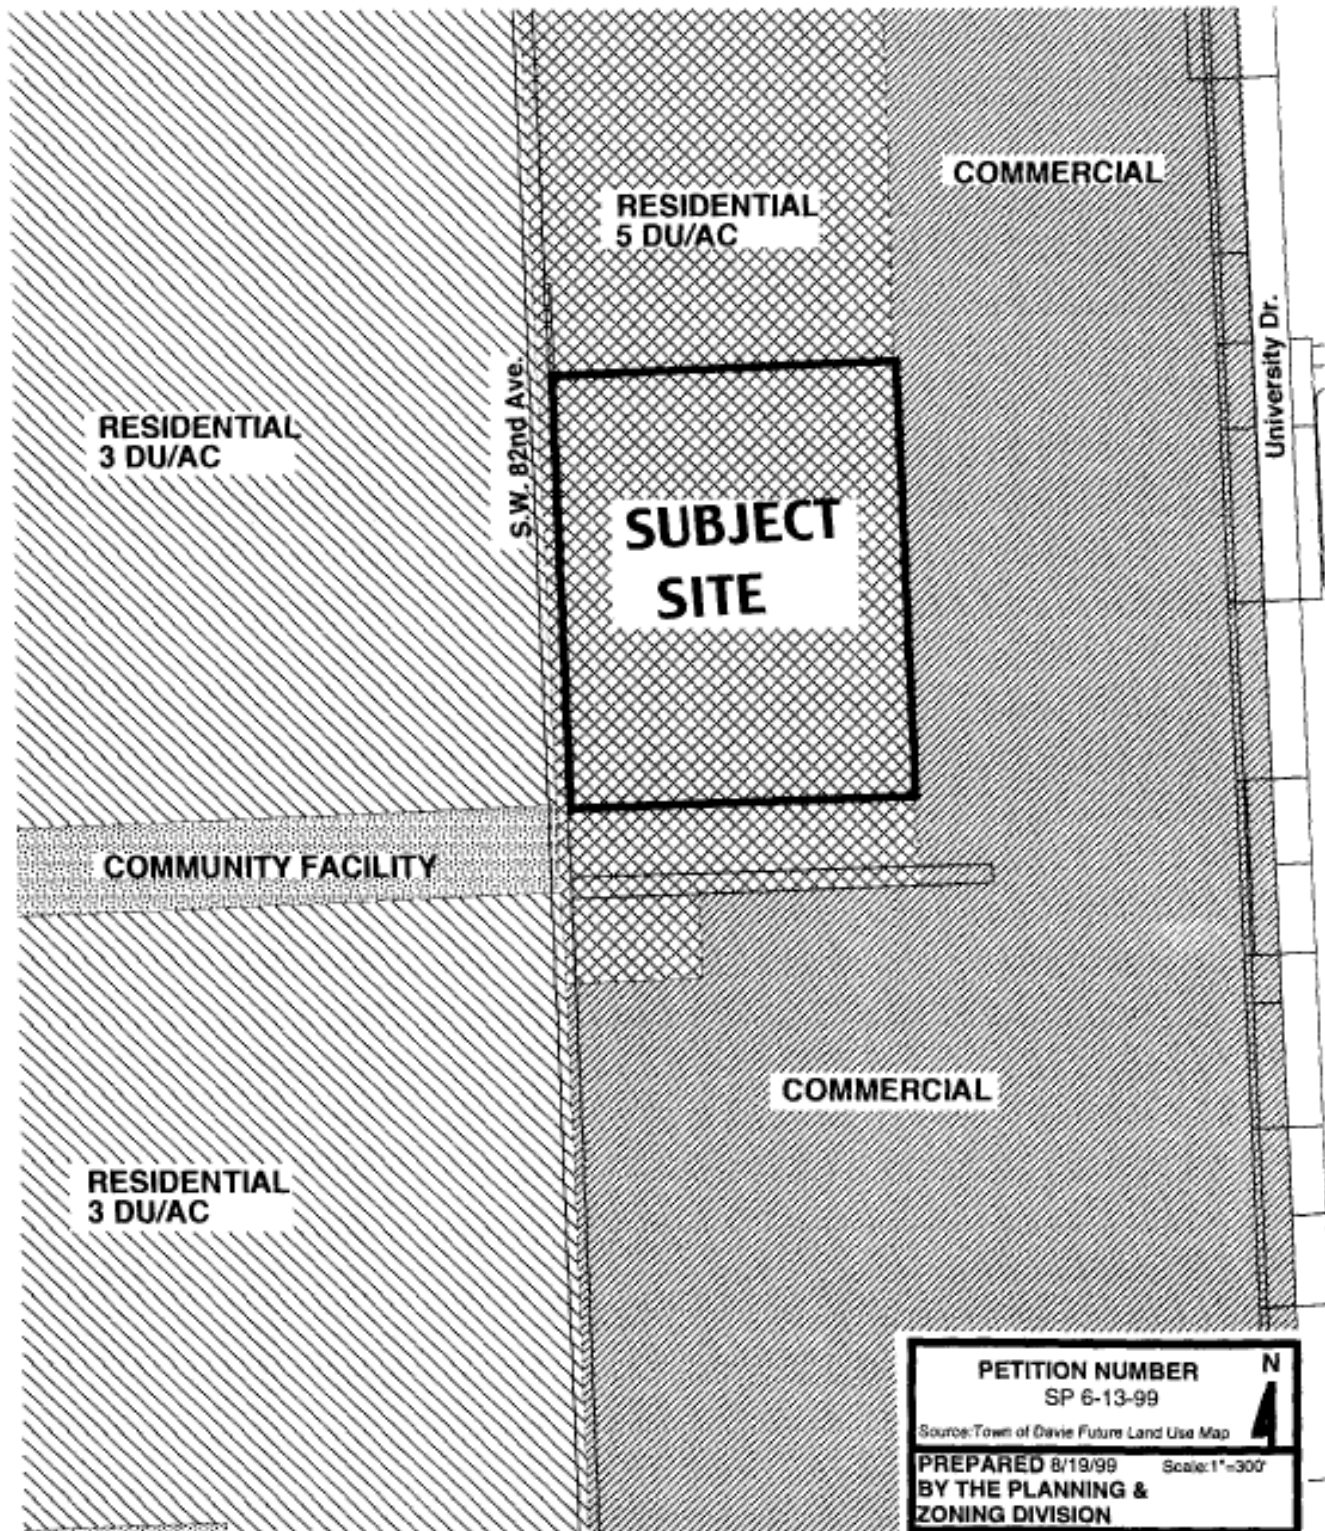 COMMERCIAL
RESIDENTIAL
5 DU/AC
University Dr.
S.W. 82nd Ave.
RESIDENTIAL
3 DU/AC
SUBJECT
SITE
COMMUNITY FACILITY
COMMERCIAL
RESIDENTIAL
3 DU/AC
PETITION NUMBER
SP 6-13-99
N
Source:Town of Davie Future Land Use Map
PREPARED 8/19/99
Scale:1"=300'
BY THE PLANNING &
ZONING DIVISION